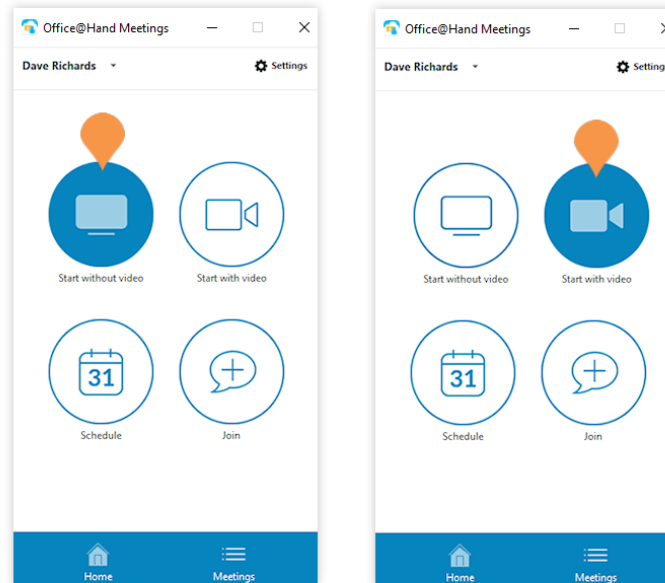 Office@Hand Meetings
Dave Richards
Settings
Start without video
Start with video
31
Schedule
Join
Home
Meetings
Office@Hand Meetings
Dave Richards
Setting
Start without video
Start with video
31
Schedule
Join
Home
Meetings